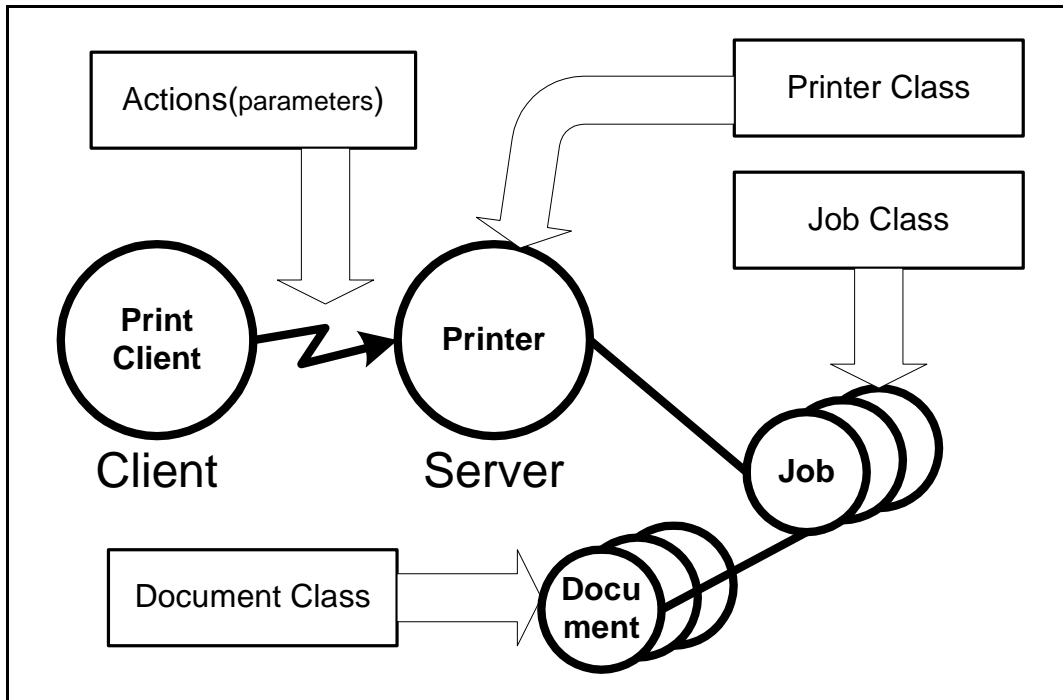 Actions(parameters)
Printer Class
Job Class
Print
Client
Printer
Client
Server
Job
Document Class
Docu
ment